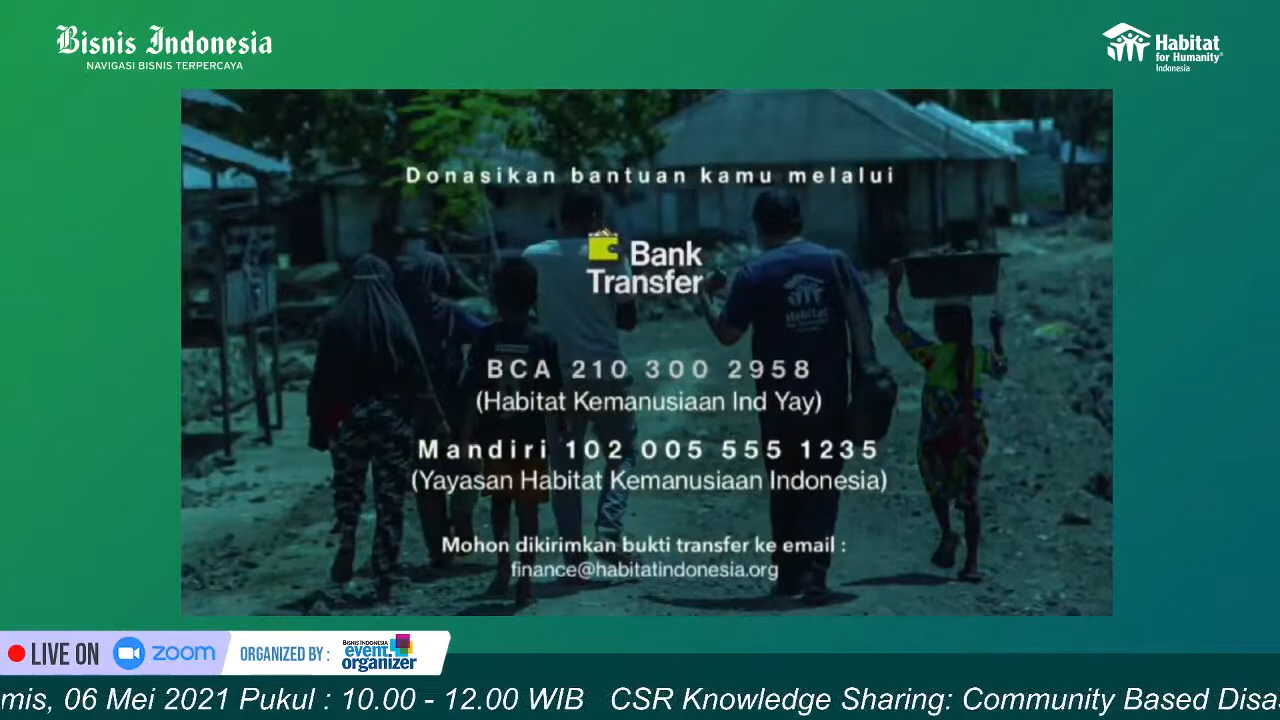 Bisnis Indonesia
NAVIGASI BISNIS TERPERCAYA
Habitat
for Humanity®
Indonesia
Donasikan bantuan kamu melalui
Bank
Transfer
Habitat
BCA 210 300 2958
(Habitat Kemanusiaan Ind Yay)
Mandiri 102 005 555 1235
(Yayasan Habitat Kemanusiaan Indonesia)
Mohon dikirimkan bukti transfer ke email :
finance@habitatindonesia.org
LIVE ON zoom ORGANIZED BY :
BISNIS INDONESIA
event
organizer
mis, 06 Mei 2021 Pukul : 10.00 - 12.00 WIB CSR Knowledge Sharing: Community Based Disa